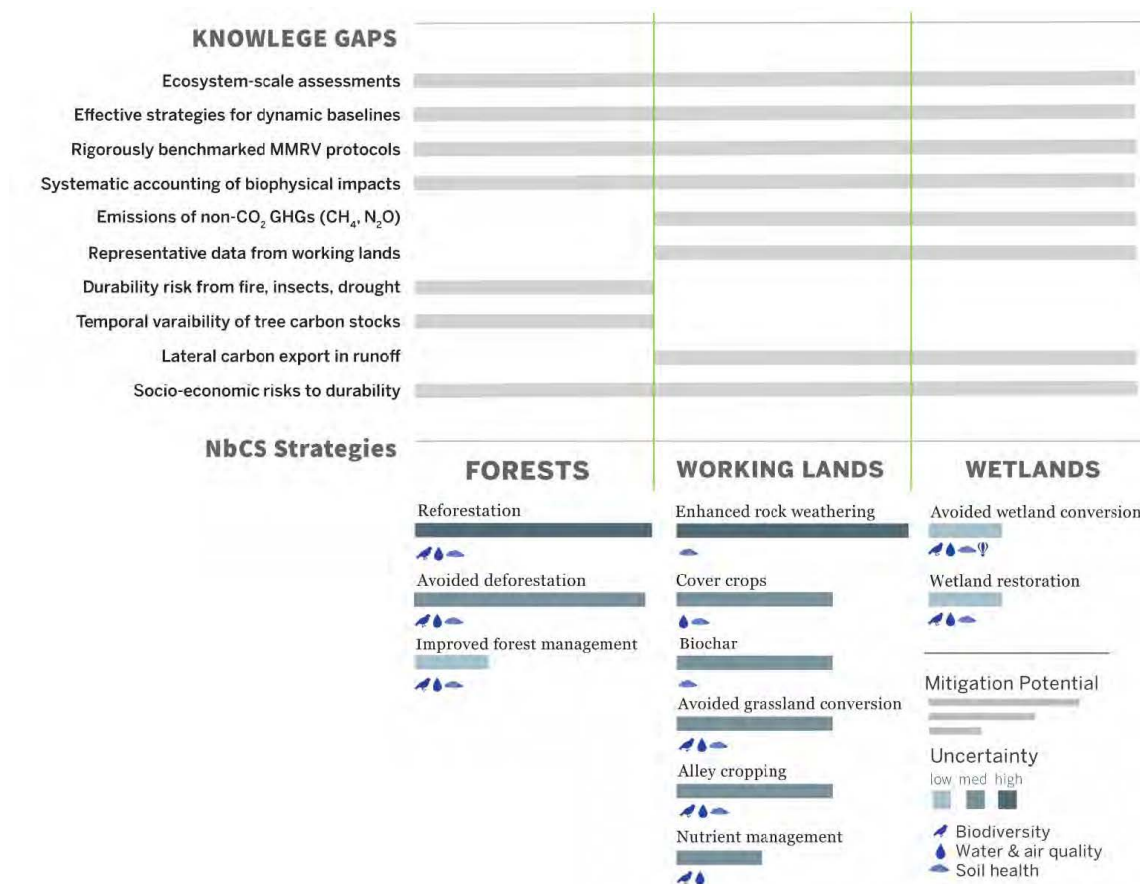 KNOWLEGE GAPS
Ecosystem-scale assessments
Effective strategies for dynamic baselines
Rigorously benchmarked MMRV protocols
Systematic accounting of biophysical impacts
Emissions of non-CO₂ GHGs (CH₄, N₂O)
Representative data from working lands
Durability risk from fire, insects, drought
Temporal varaibility of tree carbon stocks
Lateral carbon export in runoff
Socio-economic risks to durability
NbCS Strategies
FORESTS
Reforestation
Avoided deforestation
Improved forest management
WORKING LANDS
Enhanced rock weathering
Cover crops
Biochar
Avoided grassland conversion
Alley cropping
Nutrient management
WETLANDS
Avoided wetland conversion
Wetland restoration
Mitigation Potential
Uncertainty
low med high
Biodiversity
Water & air quality
Soil health